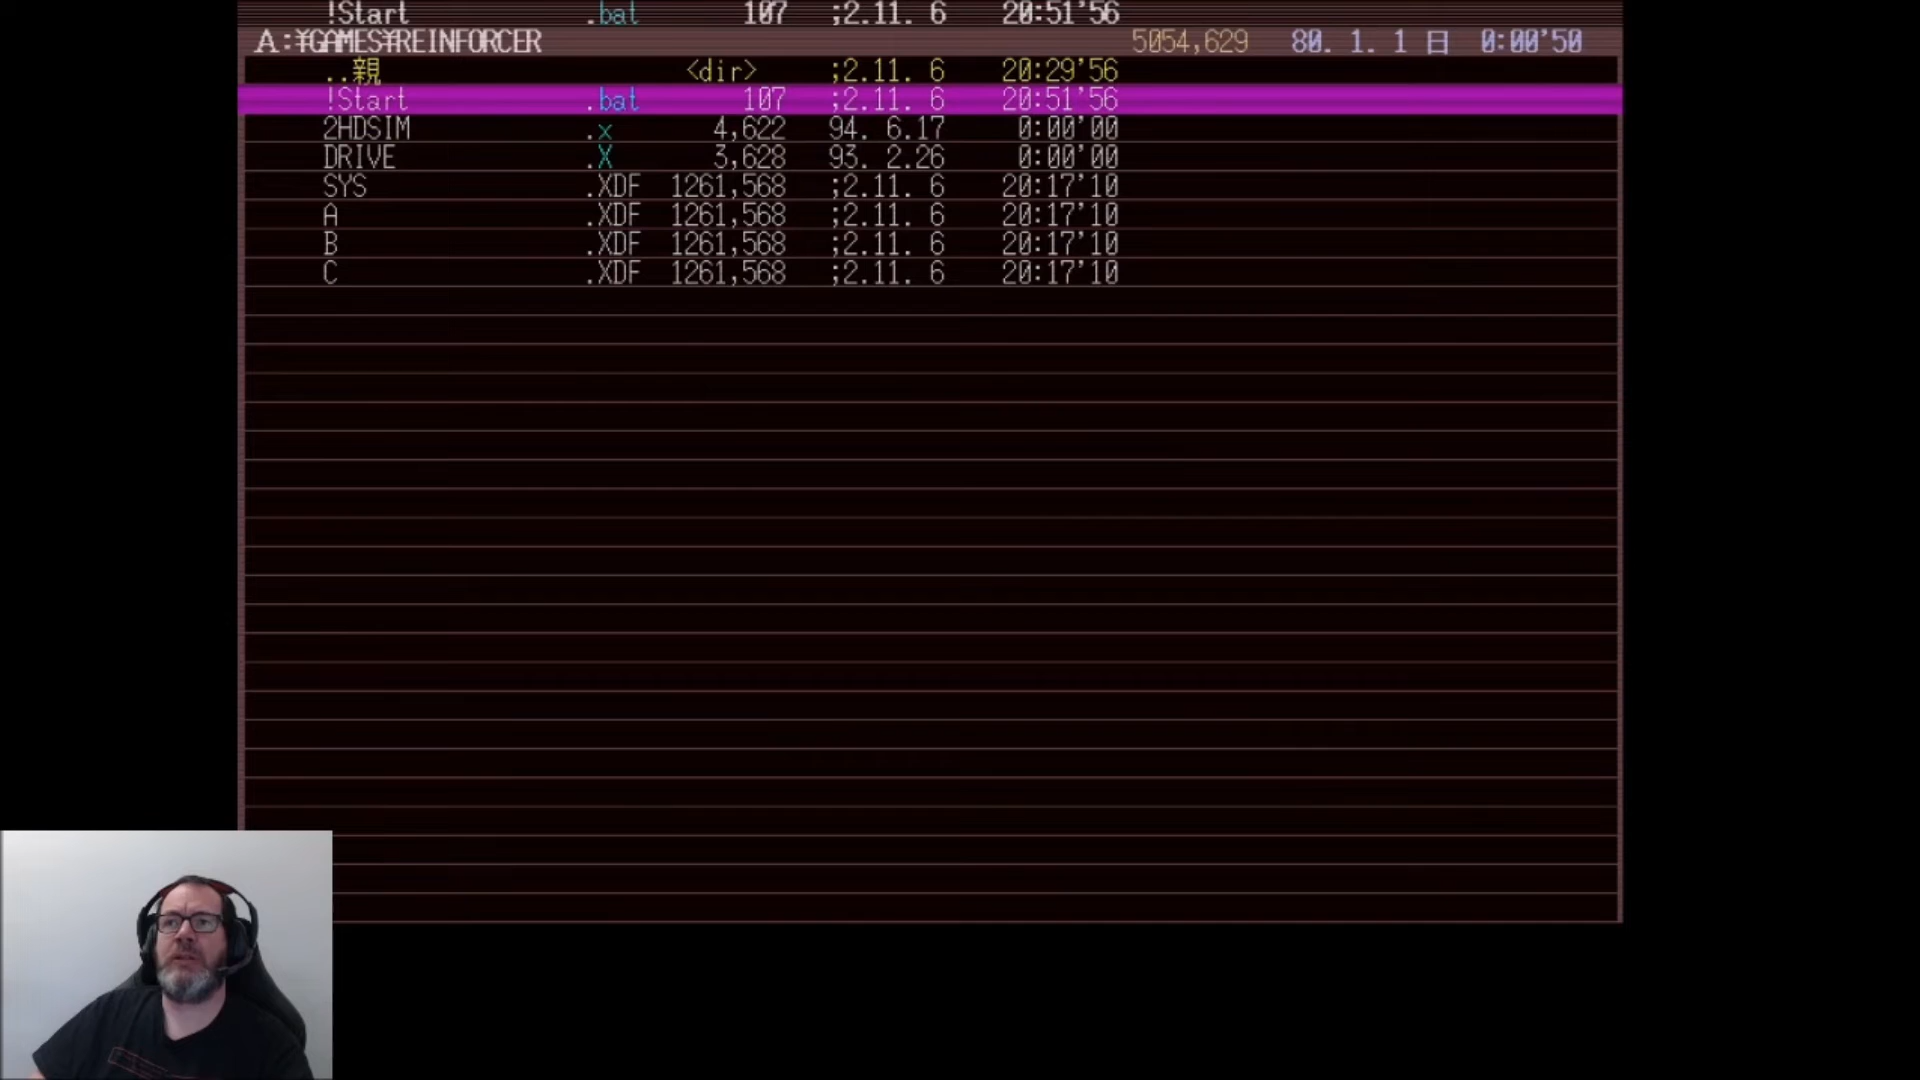 !Start .bat 107 ;2.11. 6 20:51'56
A:¥GAMES¥REINFORCER 5054,629 80. 1. 1 日 0:00'50
..親 <dir> ;2.11. 6 20:29'56
!Start .bat 107 ;2.11. 6 20:51'56
2HDSIM .x 4,622 94. 6.17 0:00'00
DRIVE .X 3,628 93. 2.26 0:00'00
SYS .XDF 1261,568 ;2.11. 6 20:17'10
A .XDF 1261,568 ;2.11. 6 20:17'10
B .XDF 1261,568 ;2.11. 6 20:17'10
C .XDF 1261,568 ;2.11. 6 20:17'10